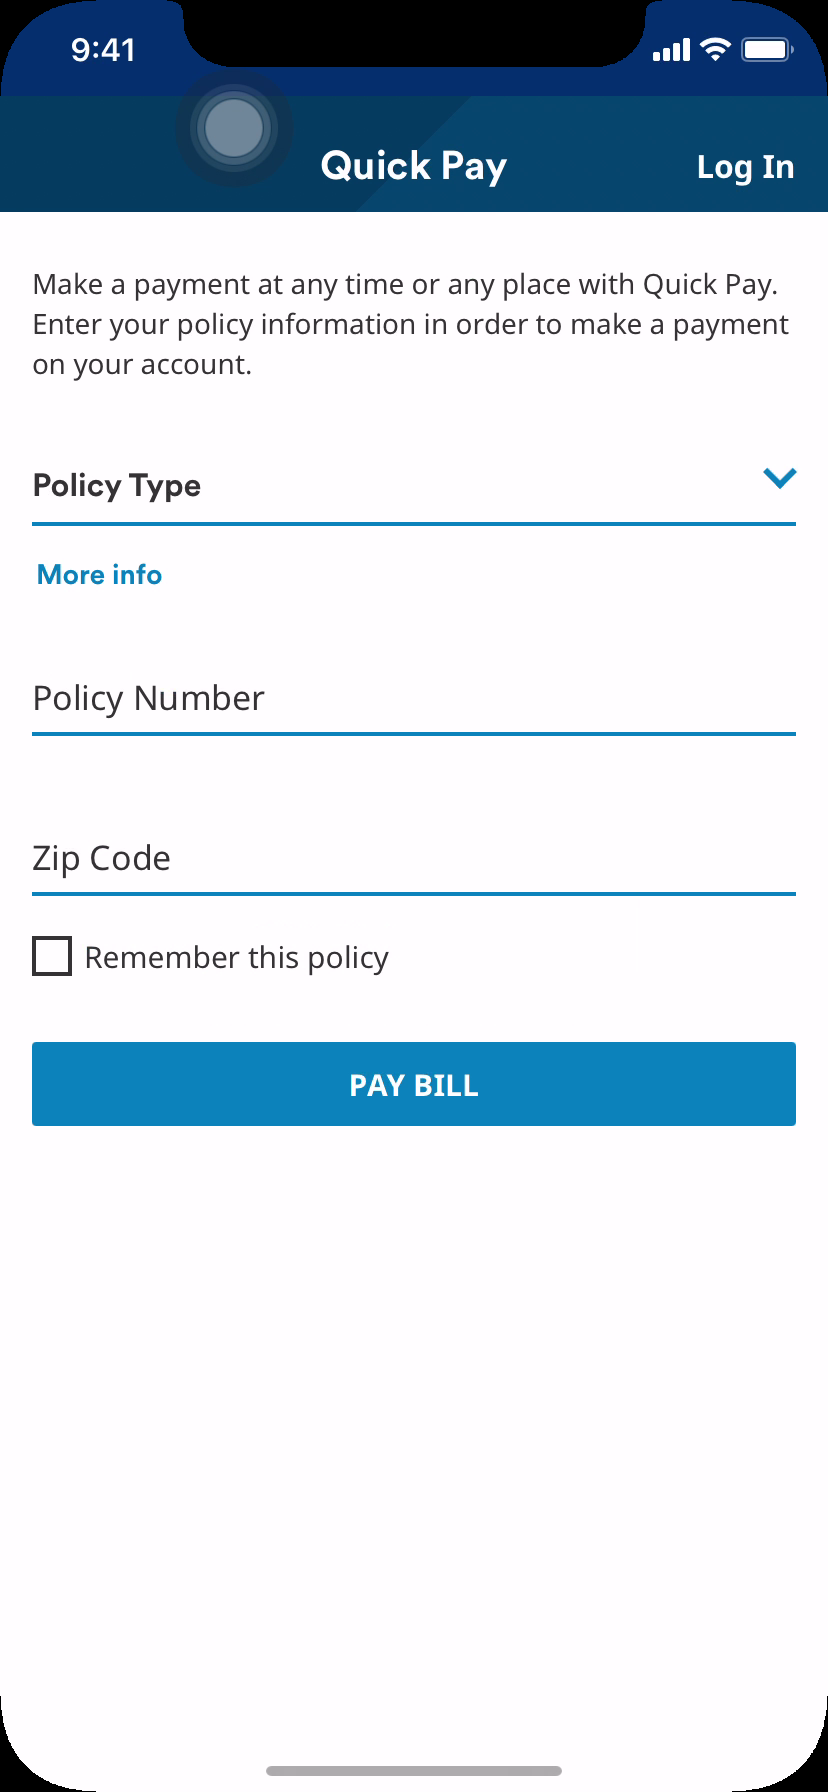 9:41
Quick Pay
Log In
Make a payment at any time or any place with Quick Pay.
Enter your policy information in order to make a payment
on your account.
Policy Type
More info
Policy Number
Zip Code
Remember this policy
PAY BILL